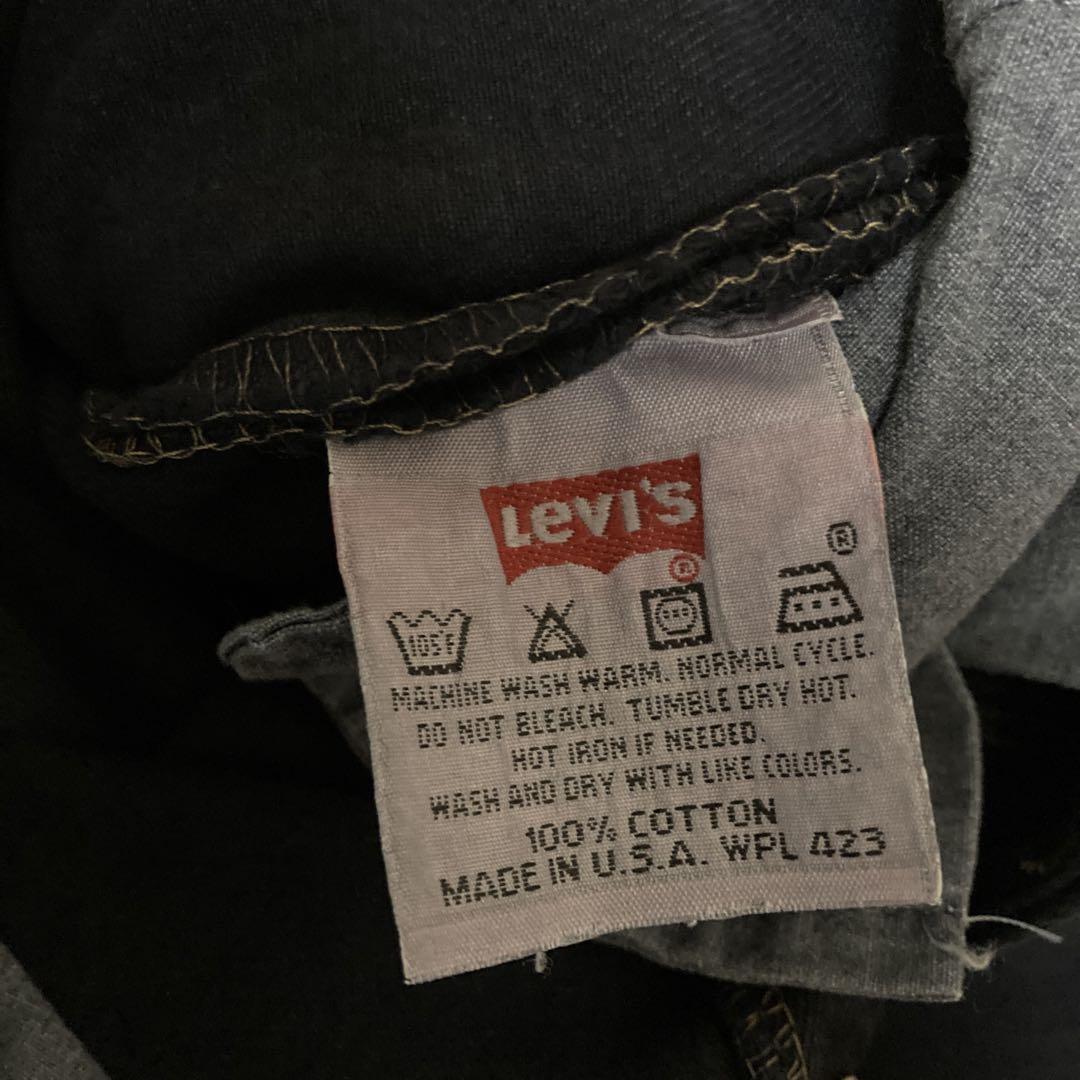 Levi's
®
®
105°F
MACHINE WASH WARM. NORMAL CYCLE.
DO NOT BLEACH. TUMBLE DRY HOT.
HOT IRON IF NEEDED.
WASH AND DRY WITH LIKE COLORS.
100% COTTON
MADE IN U.S.A. WPL 423